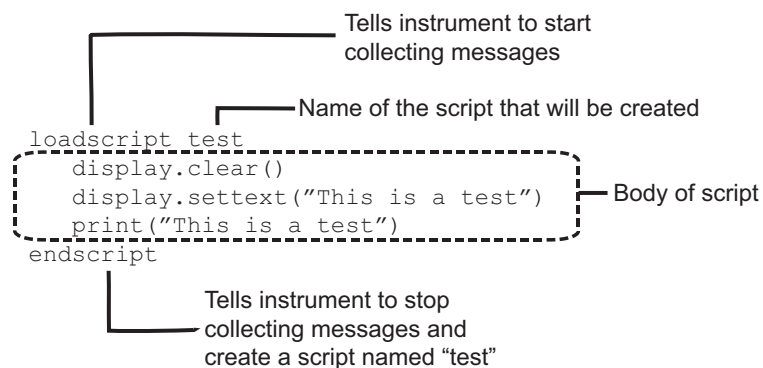 Tells instrument to start
collecting messages
Name of the script that will be created
loadscript test
display.clear()
display.settext(”This is a test”)
print(”This is a test”)
Body of script
endscript
Tells instrument to stop
collecting messages and
create a script named “test”